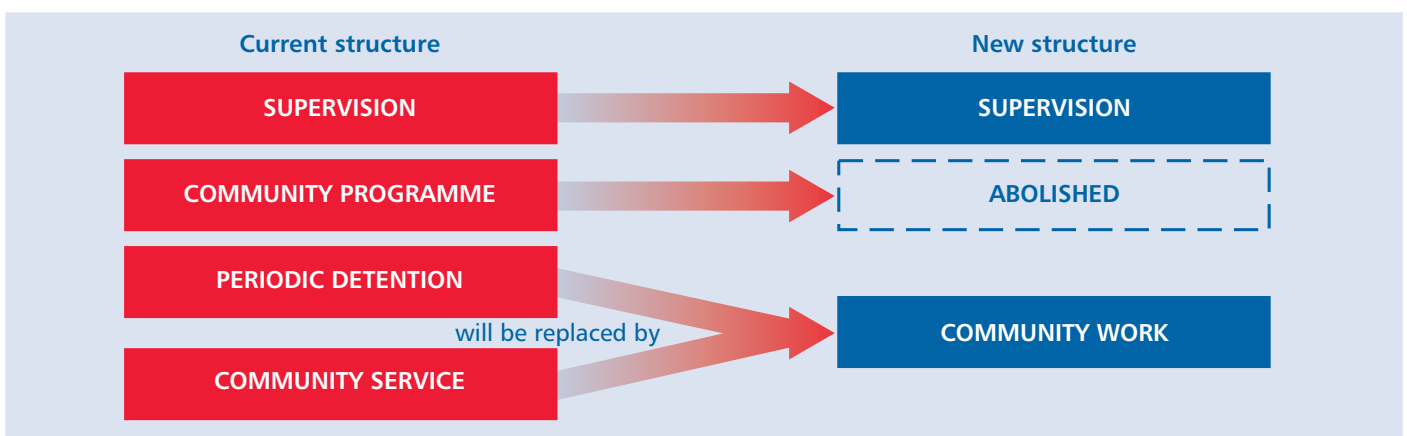 Current structure
New structure
SUPERVISION
SUPERVISION
COMMUNITY PROGRAMME
ABOLISHED
PERIODIC DETENTION
will be replaced by
COMMUNITY WORK
COMMUNITY SERVICE